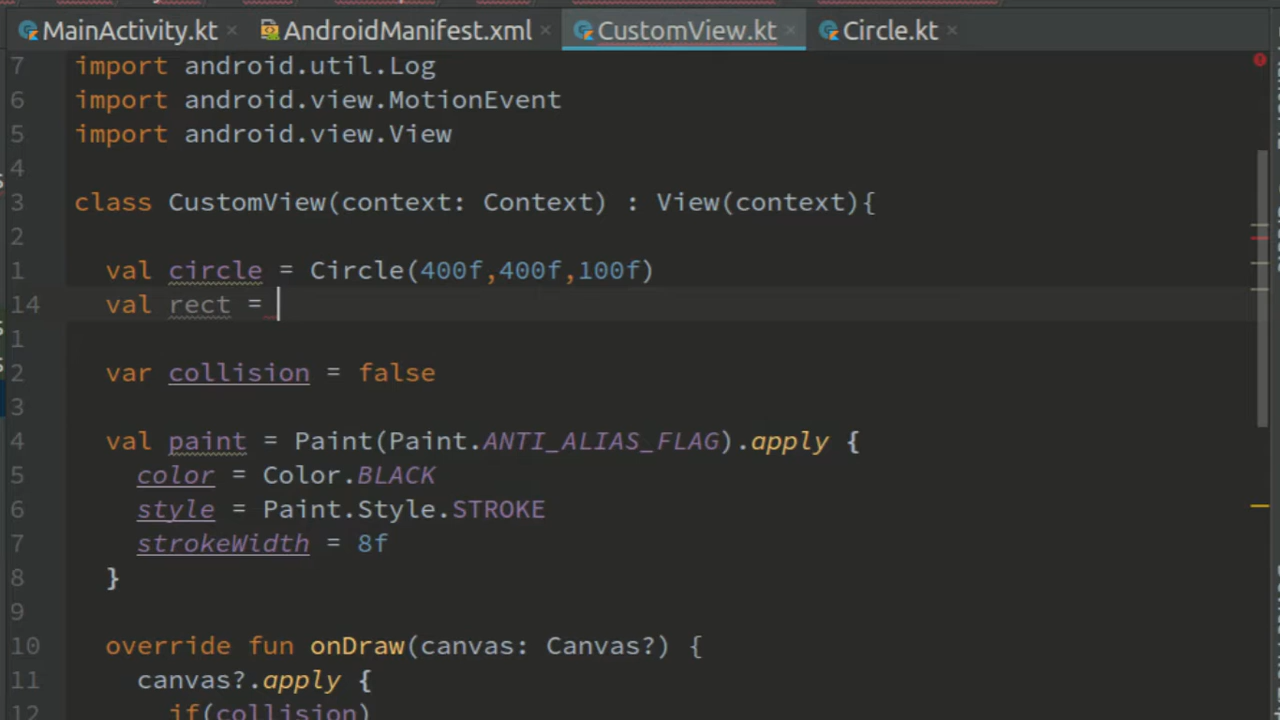 MainActivity.kt × AndroidManifest.xml × CustomView.kt × Circle.kt ×
7 import android.util.Log
6 import android.view.MotionEvent
5 import android.view.View
4
3 class CustomView(context: Context) : View(context){
2
1 val circle = Circle(400f,400f,100f)
14 val rect =
1
2 var collision = false
3
4 val paint = Paint(Paint.ANTI_ALIAS_FLAG).apply {
5 color = Color.BLACK
6 style = Paint.Style.STROKE
7 strokeWidth = 8f
8 }
9
10 override fun onDraw(canvas: Canvas?) {
11 canvas?.apply {
12 if(collision)